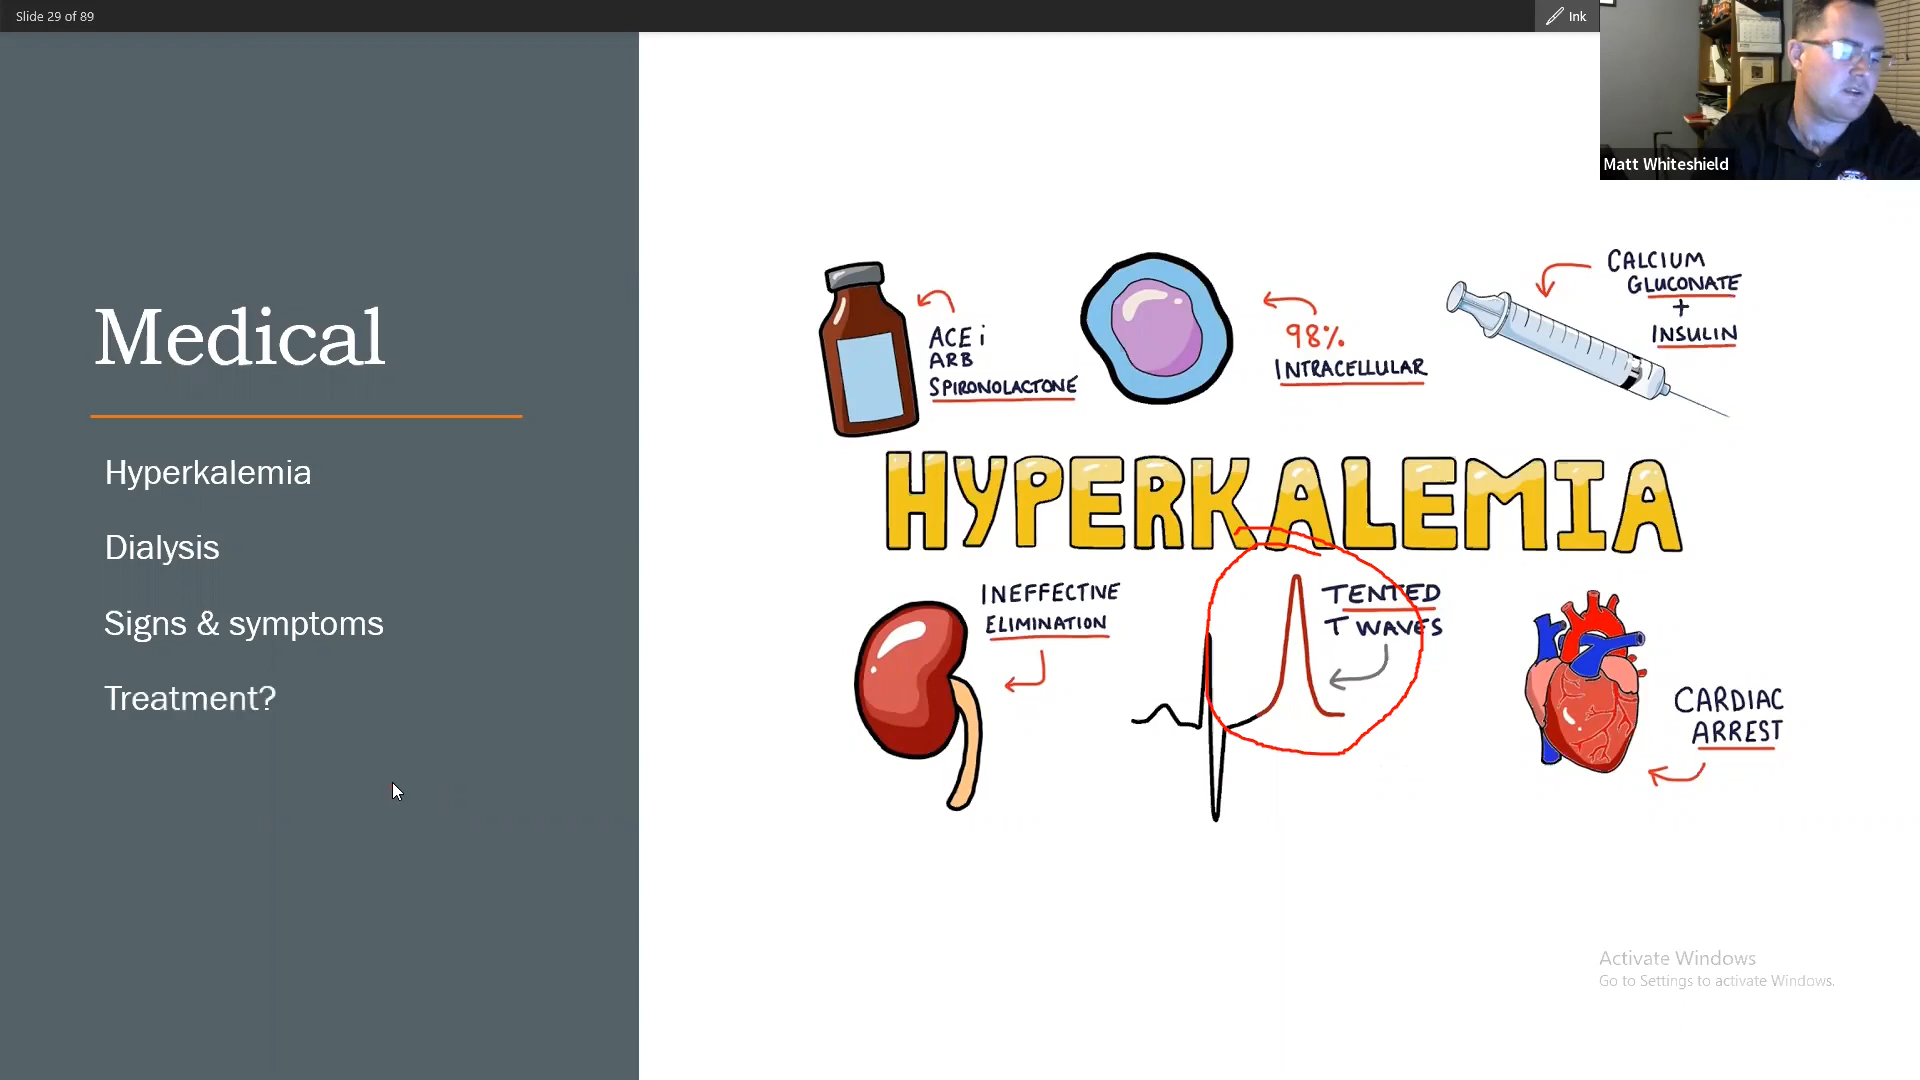 Slide 29 of 89
Ink
Matt Whiteshield
Medical
Hyperkalemia
Dialysis
Signs & symptoms
Treatment?
ACE i
ARB
SPIRONOLACTONE
98%
INTRACELLULAR
CALCIUM
GLUCONATE
+
INSULIN
HYPERKALEMIA
INEFFECTIVE
ELIMINATION
TENTED
T WAVES
CARDIAC
ARREST
Activate Windows
Go to Settings to activate Windows.